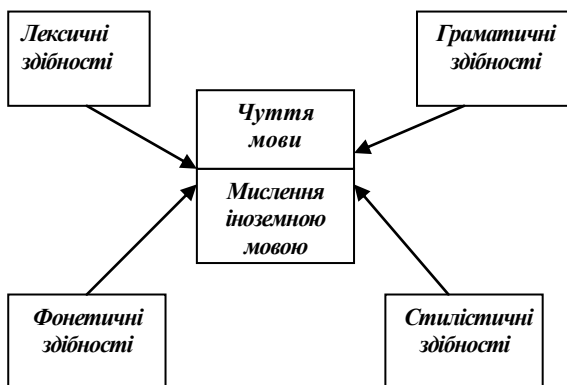 Лексичні
здібності
Граматичні
здібності
Чуття
мови
Мислення
іноземною
мовою
Фонетичні
здібності
Стилістичні
здібності